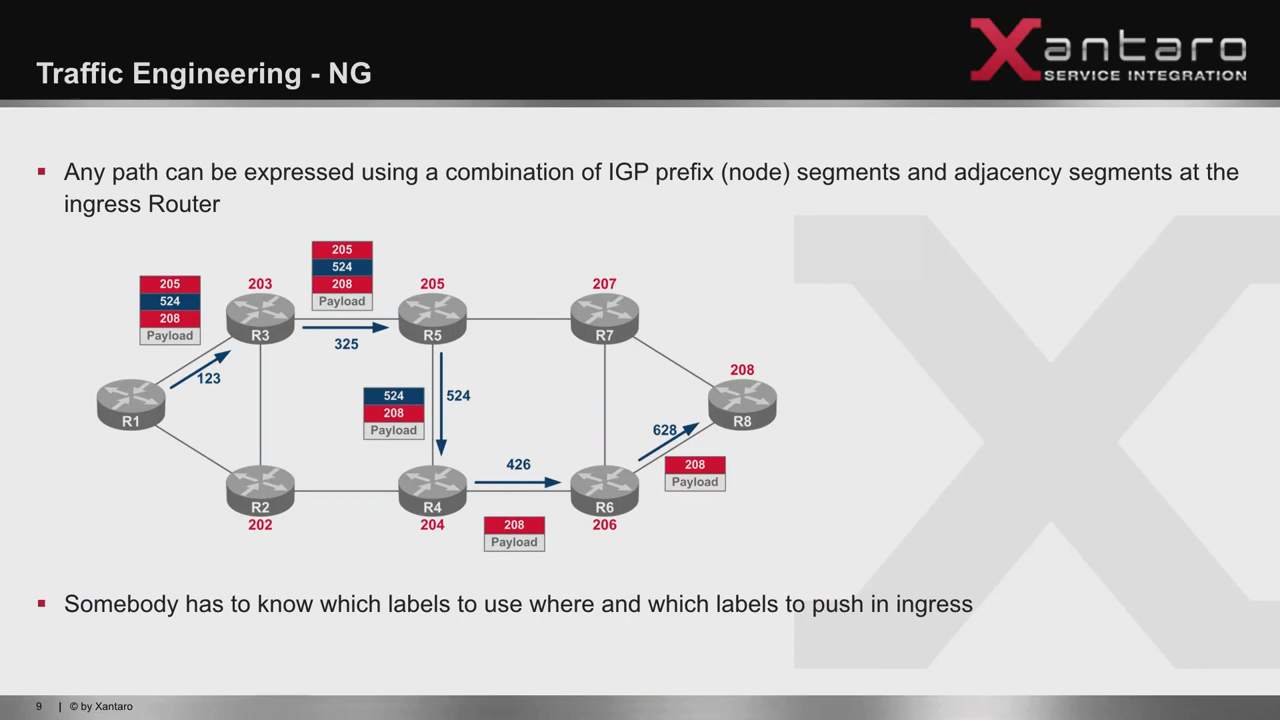 Xantaro
SERVICE INTEGRATION
Traffic Engineering - NG
Any path can be expressed using a combination of IGP prefix (node) segments and adjacency segments at the
ingress Router
205
524
208
Payload
205
524
208
Payload
203
205
207
R3
R5
R7
325
123
R1
524
208
Payload
524
208
R8
628
426
208
Payload
R2
R4
R6
202
204
206
208
Payload
Somebody has to know which labels to use where and which labels to push in ingress
9 | © by Xantaro